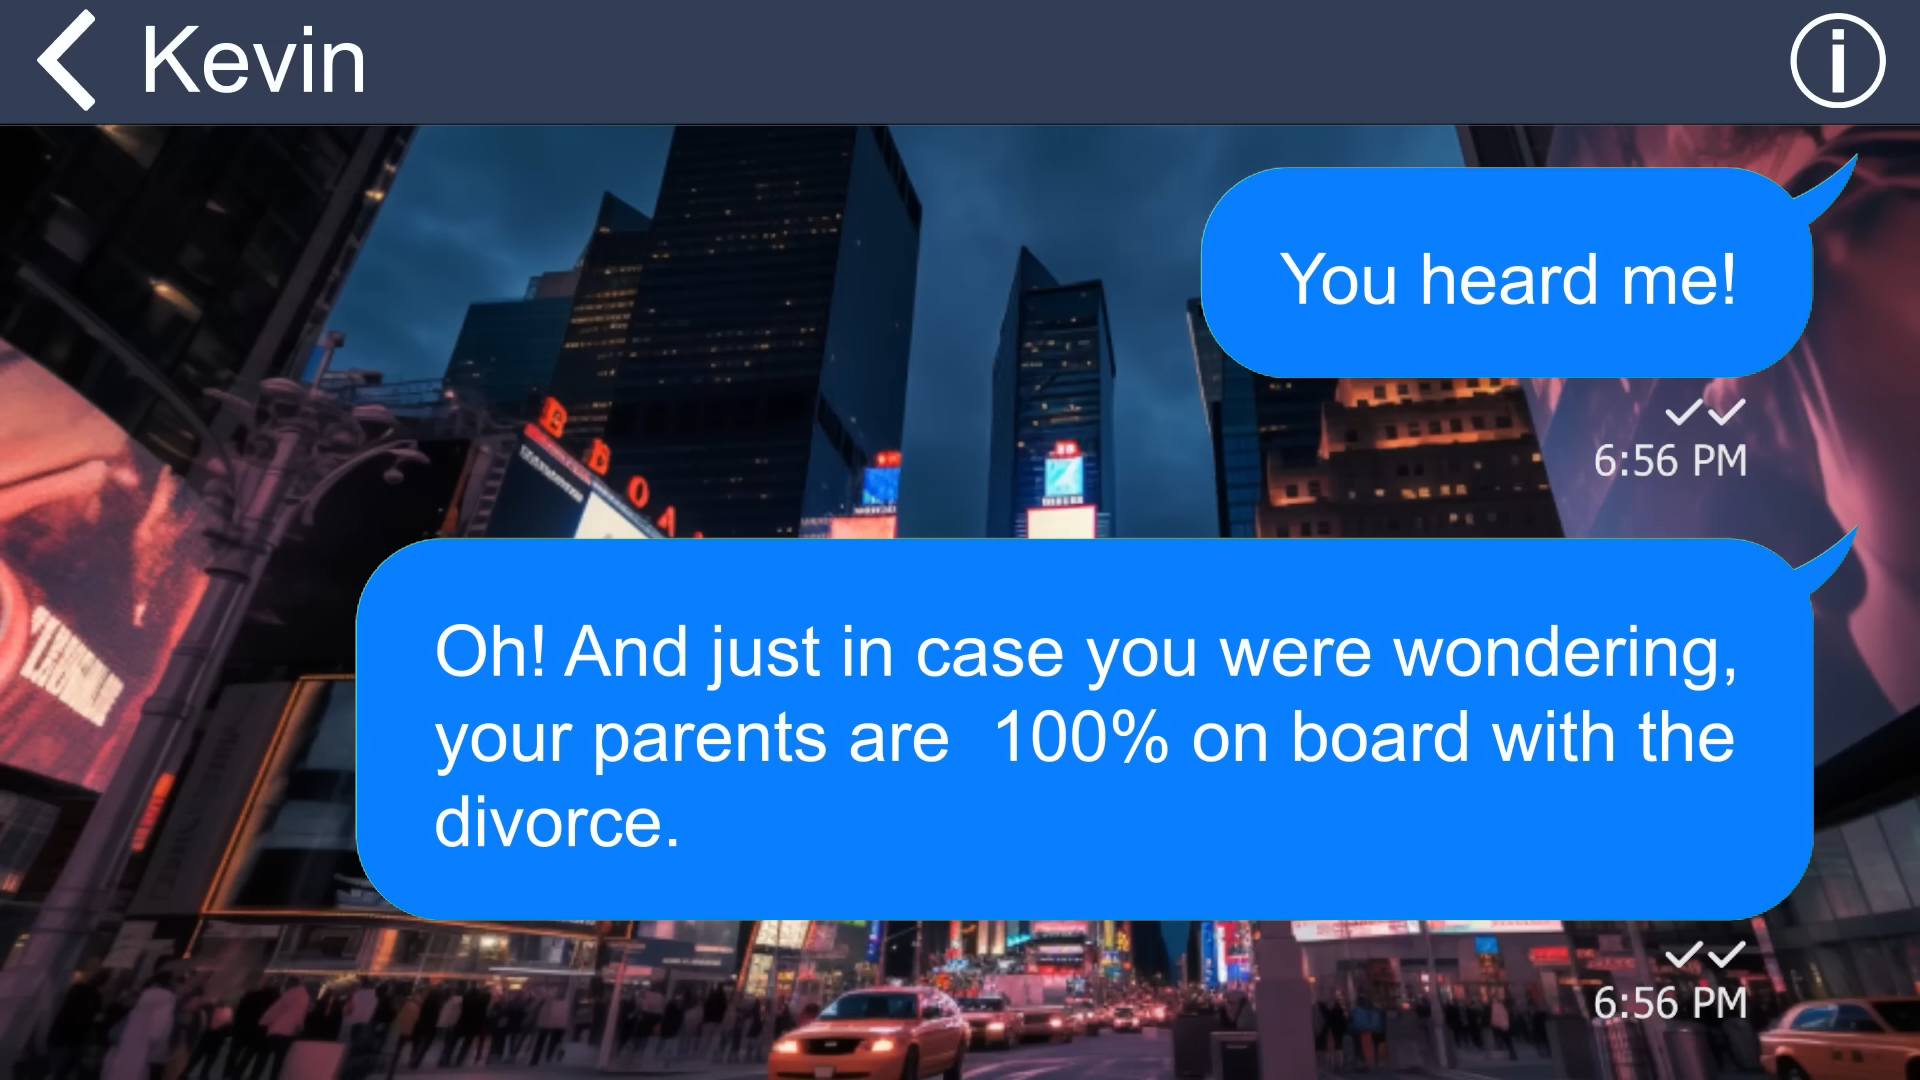 Kevin
You heard me!
6:56 PM
Oh! And just in case you were wondering,
your parents are  100% on board with the
divorce.
6:56 PM